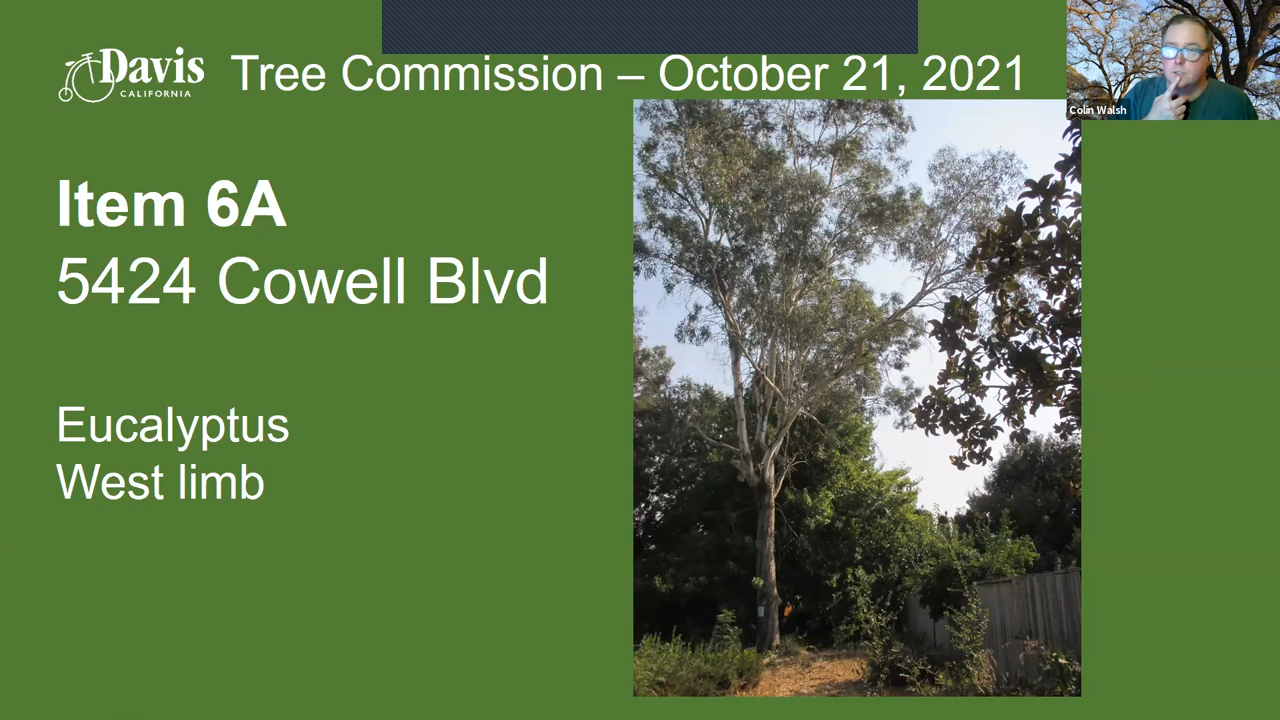 Davis
CALIFORNIA
Tree Commission – October 21, 2021
Colin Walsh
Item 6A
5424 Cowell Blvd
Eucalyptus
West limb